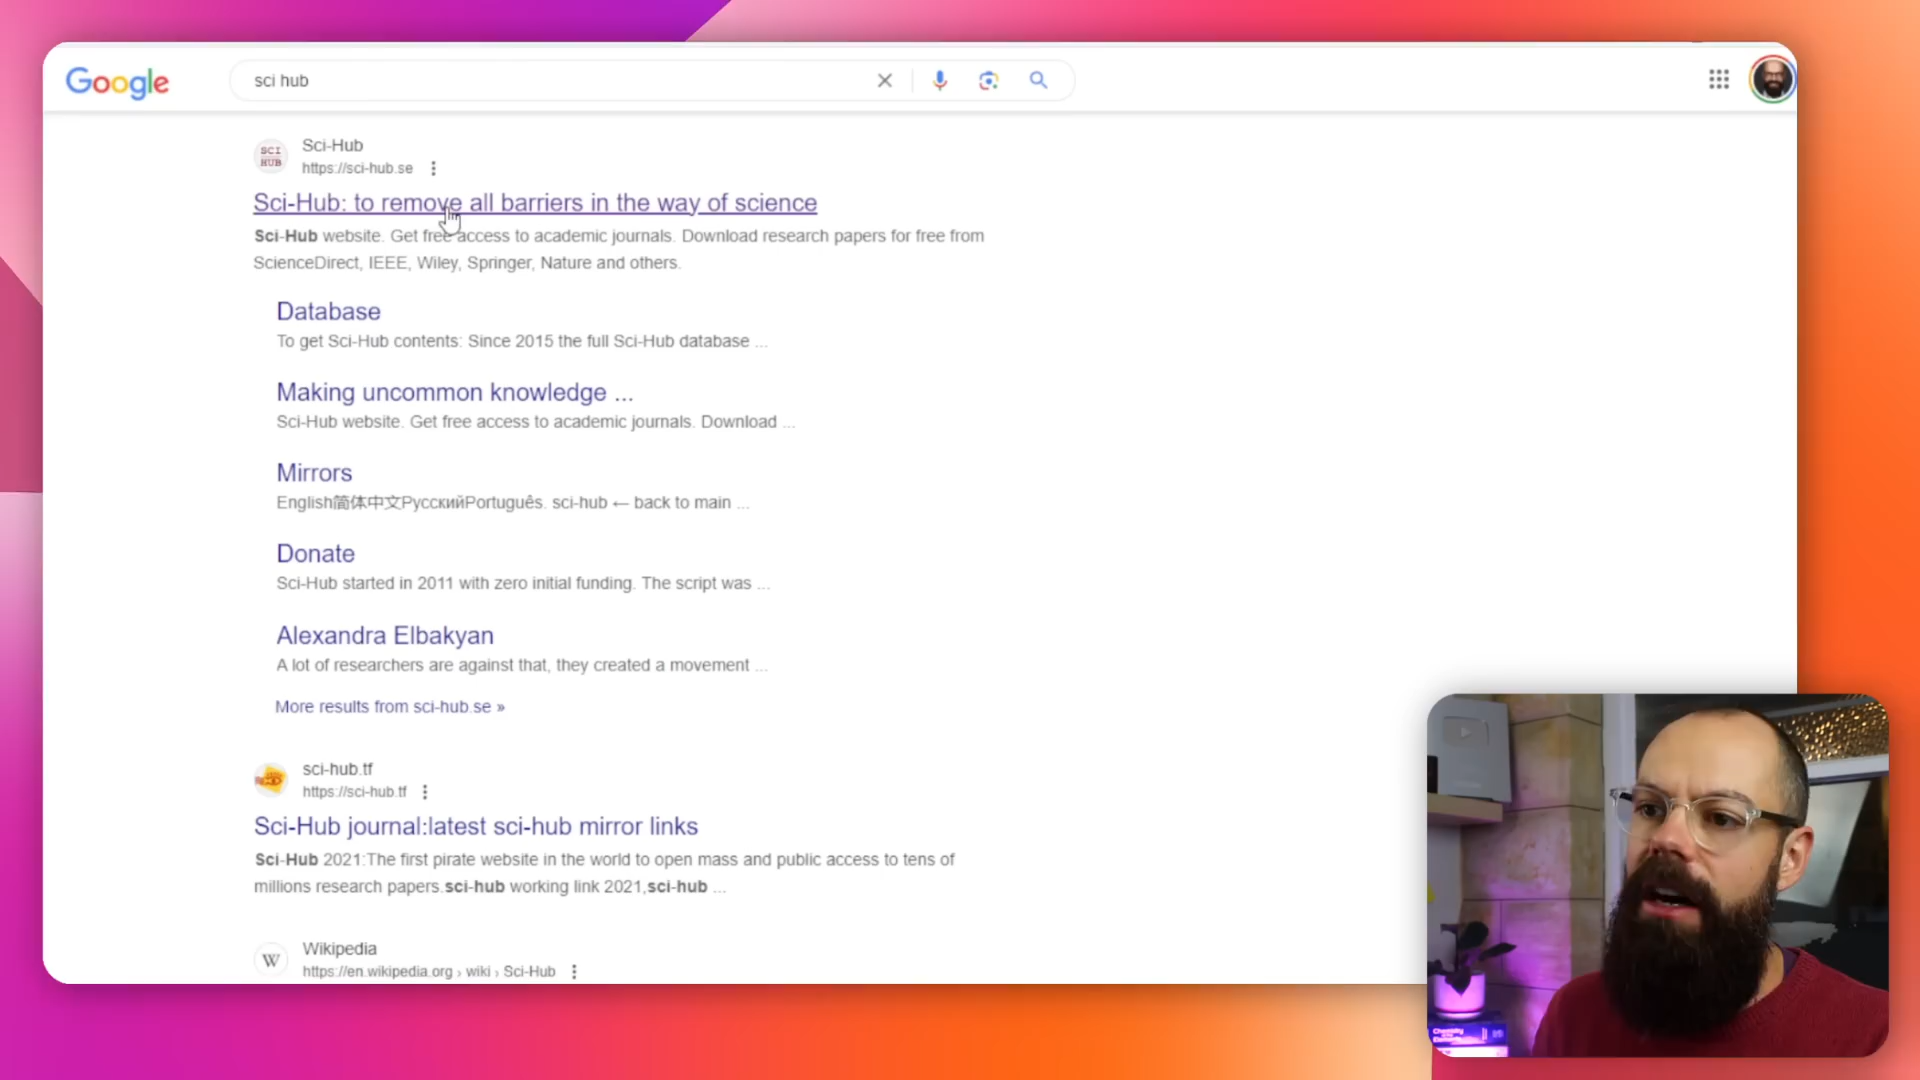 Google
sci hub
SCI
HUB
Sci-Hub
https://sci-hub.se
Sci-Hub: to remove all barriers in the way of science
Sci-Hub website. Get free access to academic journals. Download research papers for free from
ScienceDirect, IEEE, Wiley, Springer, Nature and others.
Database
To get Sci-Hub contents: Since 2015 the full Sci-Hub database ...
Making uncommon knowledge ...
Sci-Hub website. Get free access to academic journals. Download ...
Mirrors
English简体中文РусскийPortuguês. sci-hub ← back to main ...
Donate
Sci-Hub started in 2011 with zero initial funding. The script was ...
Alexandra Elbakyan
A lot of researchers are against that, they created a movement ...
More results from sci-hub.se »
sci-hub.tf
https://sci-hub.tf
Sci-Hub journal:latest sci-hub mirror links
Sci-Hub 2021:The first pirate website in the world to open mass and public access to tens of
millions research papers.sci-hub working link 2021,sci-hub ...
W
Wikipedia
https://en.wikipedia.org › wiki › Sci-Hub
Chemistry
Elements